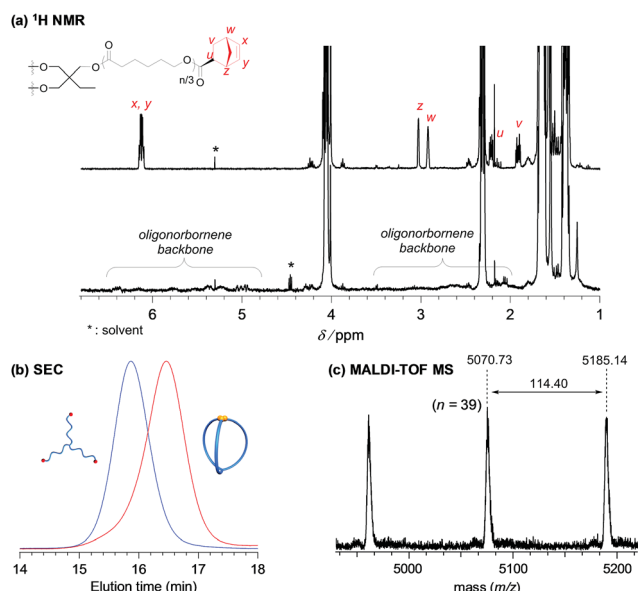 (a) ¹H NMR
O
O
O
O
O
n/3
O
w
v
x
u
y
z
x, y
*
z
w
u
v
oligonorbornene
backbone
*
oligonorbornene
backbone
6 5 4 3 2 1
* : solvent
δ / ppm
(b) SEC
14 15 16 17 18
Elution time (min)
(c) MALDI-TOF MS
5070.73 5185.14
114.40
(n = 39)
5000 5100 5200
mass (m/z)